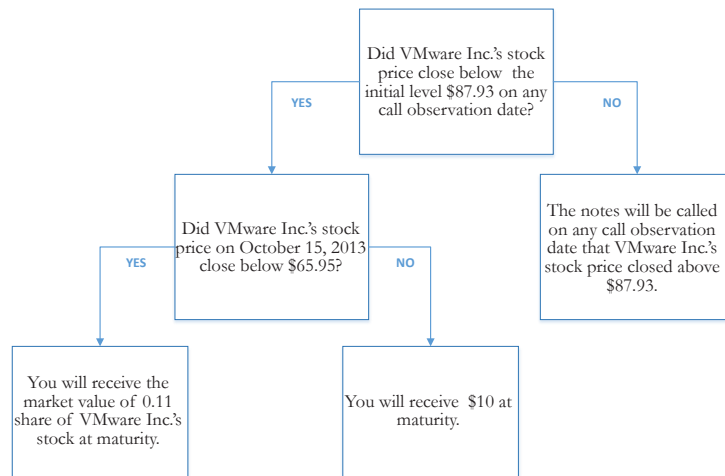 Did VMware Inc.'s stock
price close below the
initial level $87.93 on any
call observation date?
YES
NO
Did VMware Inc.'s stock
price on October 15, 2013
close below $65.95?
The notes will be called
on any call observation
date that VMware Inc.'s
stock price closed above
$87.93.
YES
NO
You will receive the
market value of 0.11
share of VMware Inc.'s
stock at maturity.
You will receive $10 at
maturity.